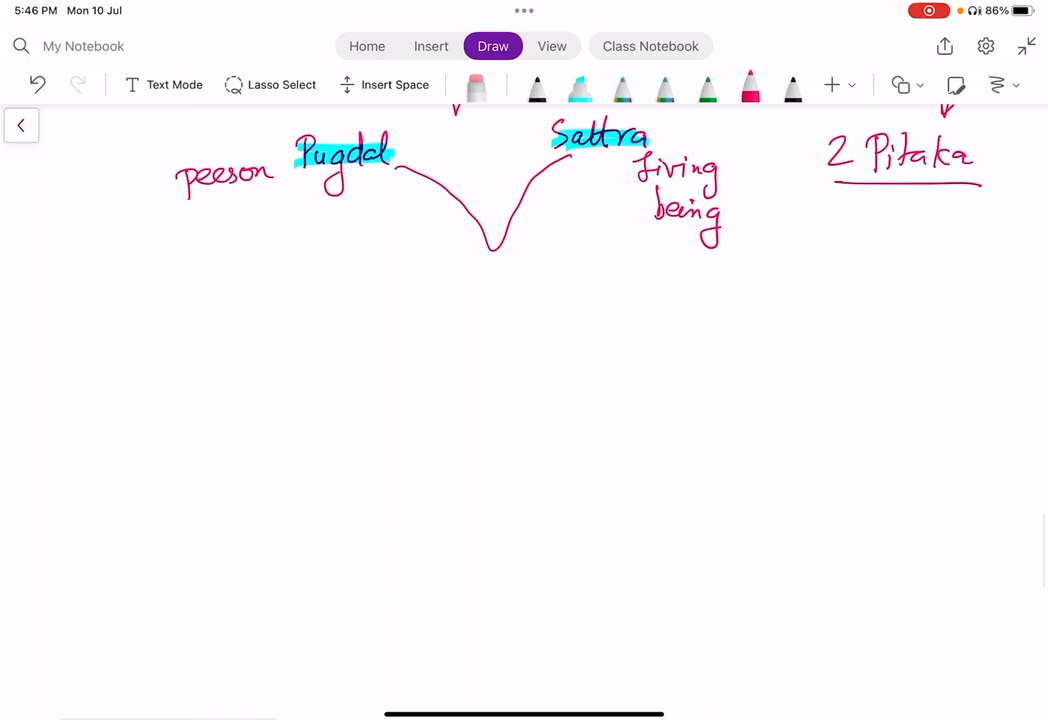 5:46 PM Mon 10 Jul
86%
My Notebook
Home Insert Draw View Class Notebook
Text Mode Lasso Select Insert Space
peeson Pugdal Sattra 2 Pitaka
Living
being